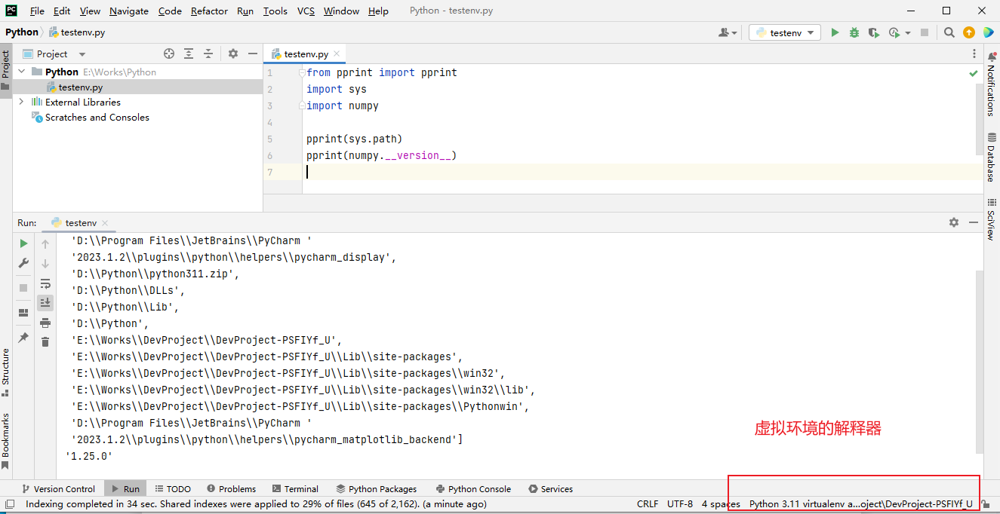 PC File Edit View Navigate Code Refactor Run Tools VCS Window Help Python - testenv.py
Python testenv.py testenv
Project
Project
testenv.py
Python E:\Works\Python
testenv.py
External Libraries
Scratches and Consoles
1 from pprint import pprint
2 import sys
3 import numpy
4
5 pprint(sys.path)
6 pprint(numpy.__version__)
7
Notifications
Database
SciView
Run: testenv
'D:\\Program Files\\JetBrains\\PyCharm '
'2023.1.2\\plugins\\python\\helpers\\pycharm_display',
'D:\\Python\\python311.zip',
'D:\\Python\\DLLs',
'D:\\Python\\Lib',
'D:\\Python',
'E:\\Works\\DevProject\\DevProject-PSFIYf_U',
'E:\\Works\\DevProject\\DevProject-PSFIYf_U\\Lib\\site-packages',
'E:\\Works\\DevProject\\DevProject-PSFIYf_U\\Lib\\site-packages\\win32',
'E:\\Works\\DevProject\\DevProject-PSFIYf_U\\Lib\\site-packages\\win32\\lib',
'E:\\Works\\DevProject\\DevProject-PSFIYf_U\\Lib\\site-packages\\Pythonwin',
'D:\\Program Files\\JetBrains\\PyCharm '
'2023.1.2\\plugins\\python\\helpers\\pycharm_matplotlib_backend']
'1.25.0'
虚拟环境的解释器
Structure
Bookmarks
Version Control Run TODO Problems Terminal Python Packages Python Console Services
Indexing completed in 34 sec. Shared indexes were applied to 29% of files (645 of 2,162). (a minute ago) CRLF UTF-8 4 spaces Python 3.11 virtualenv a...oject\DevProject-PSFIYf_U